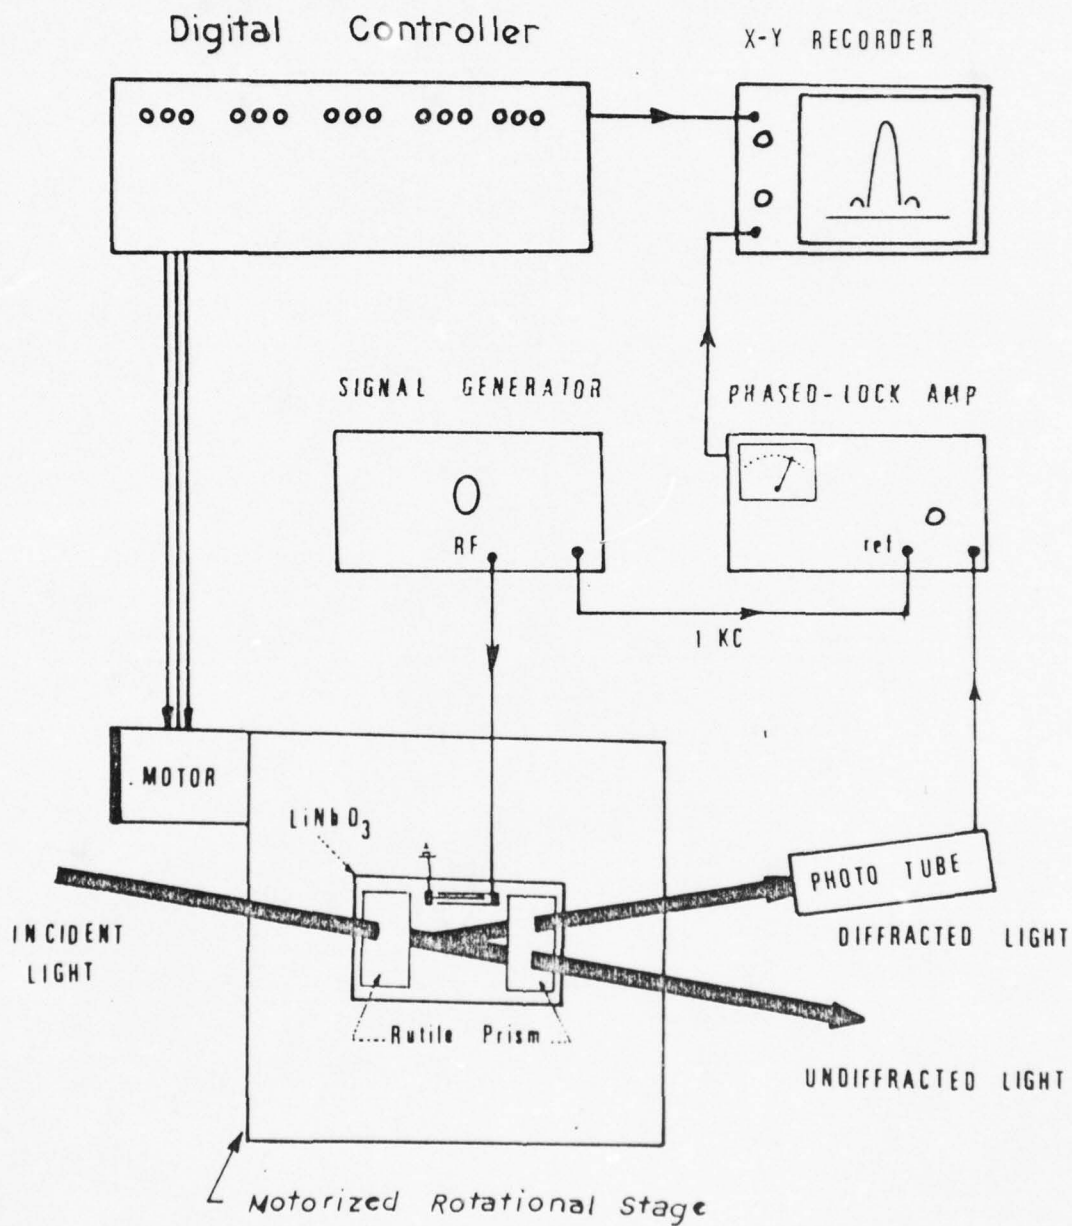 Digital Controller
X-Y RECORDER
SIGNAL GENERATOR
PHASED-LOCK AMP
RF
ref
1 KC
MOTOR
LiNbO3
PHOTO TUBE
INCIDENT
LIGHT
DIFFRACTED LIGHT
Rutile Prism
UNDIFFRACTED LIGHT
Motorized Rotational Stage